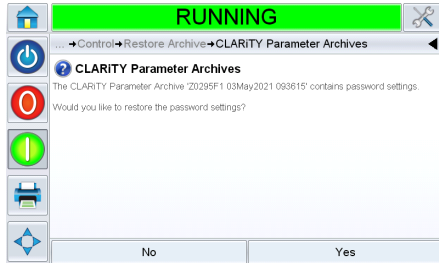 RUNNING
... →Control→Restore Archive→CLARiTY Parameter Archives
CLARiTY Parameter Archives
The CLARiTY Parameter Archive 'Z0295F1 03May2021 093615' contains password settings.
Would you like to restore the password settings?
No
Yes